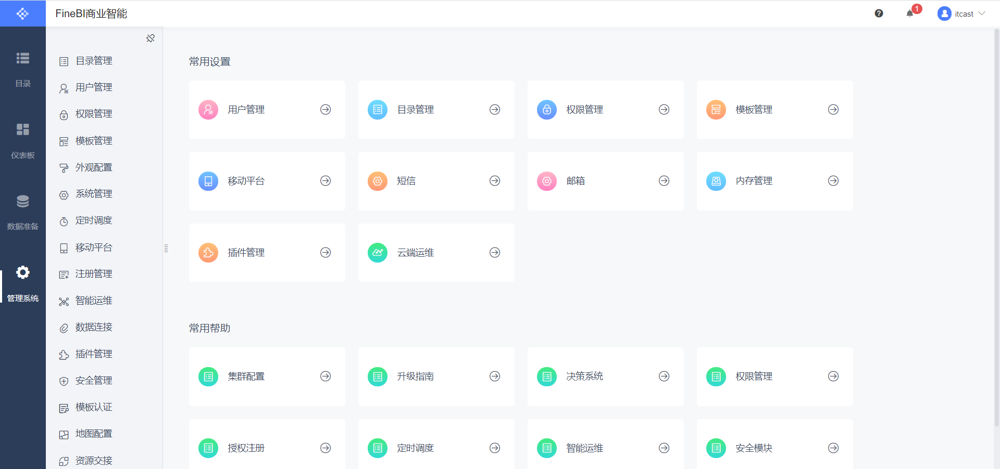 FineBI商业智能
1
itcast
目录
仪表板
数据准备
管理系统
目录管理
用户管理
权限管理
模板管理
外观配置
系统管理
定时调度
移动平台
注册管理
智能运维
数据连接
插件管理
安全管理
模板认证
地图配置
资源交接
常用设置
用户管理
目录管理
权限管理
模板管理
移动平台
短信
邮箱
内存管理
插件管理
云端运维
常用帮助
集群配置
升级指南
决策系统
权限管理
授权注册
定时调度
智能运维
安全模块